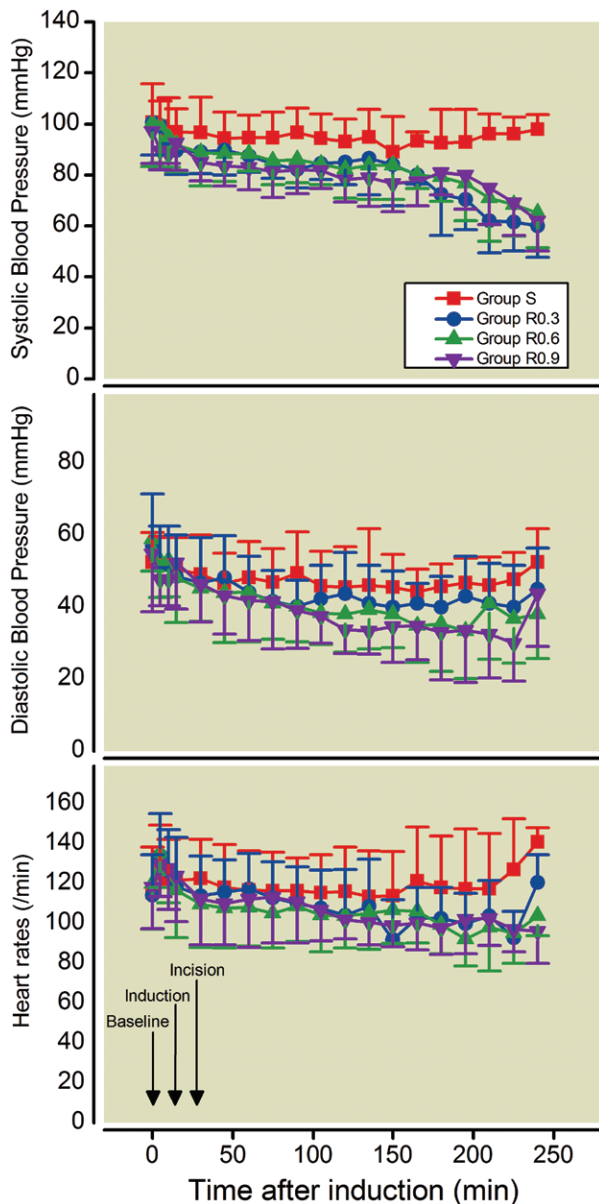 140
120
100
80
60
40
20
0
Systolic Blood Pressure (mmHg)
Group S
Group R0.3
Group R0.6
Group R0.9
80
60
40
20
0
Diastolic Blood Pressure (mmHg)
160
140
120
100
80
60
40
20
0
Heart rates (/min)
Incision
Induction
Baseline
0 50 100 150 200 250
Time after induction (min)